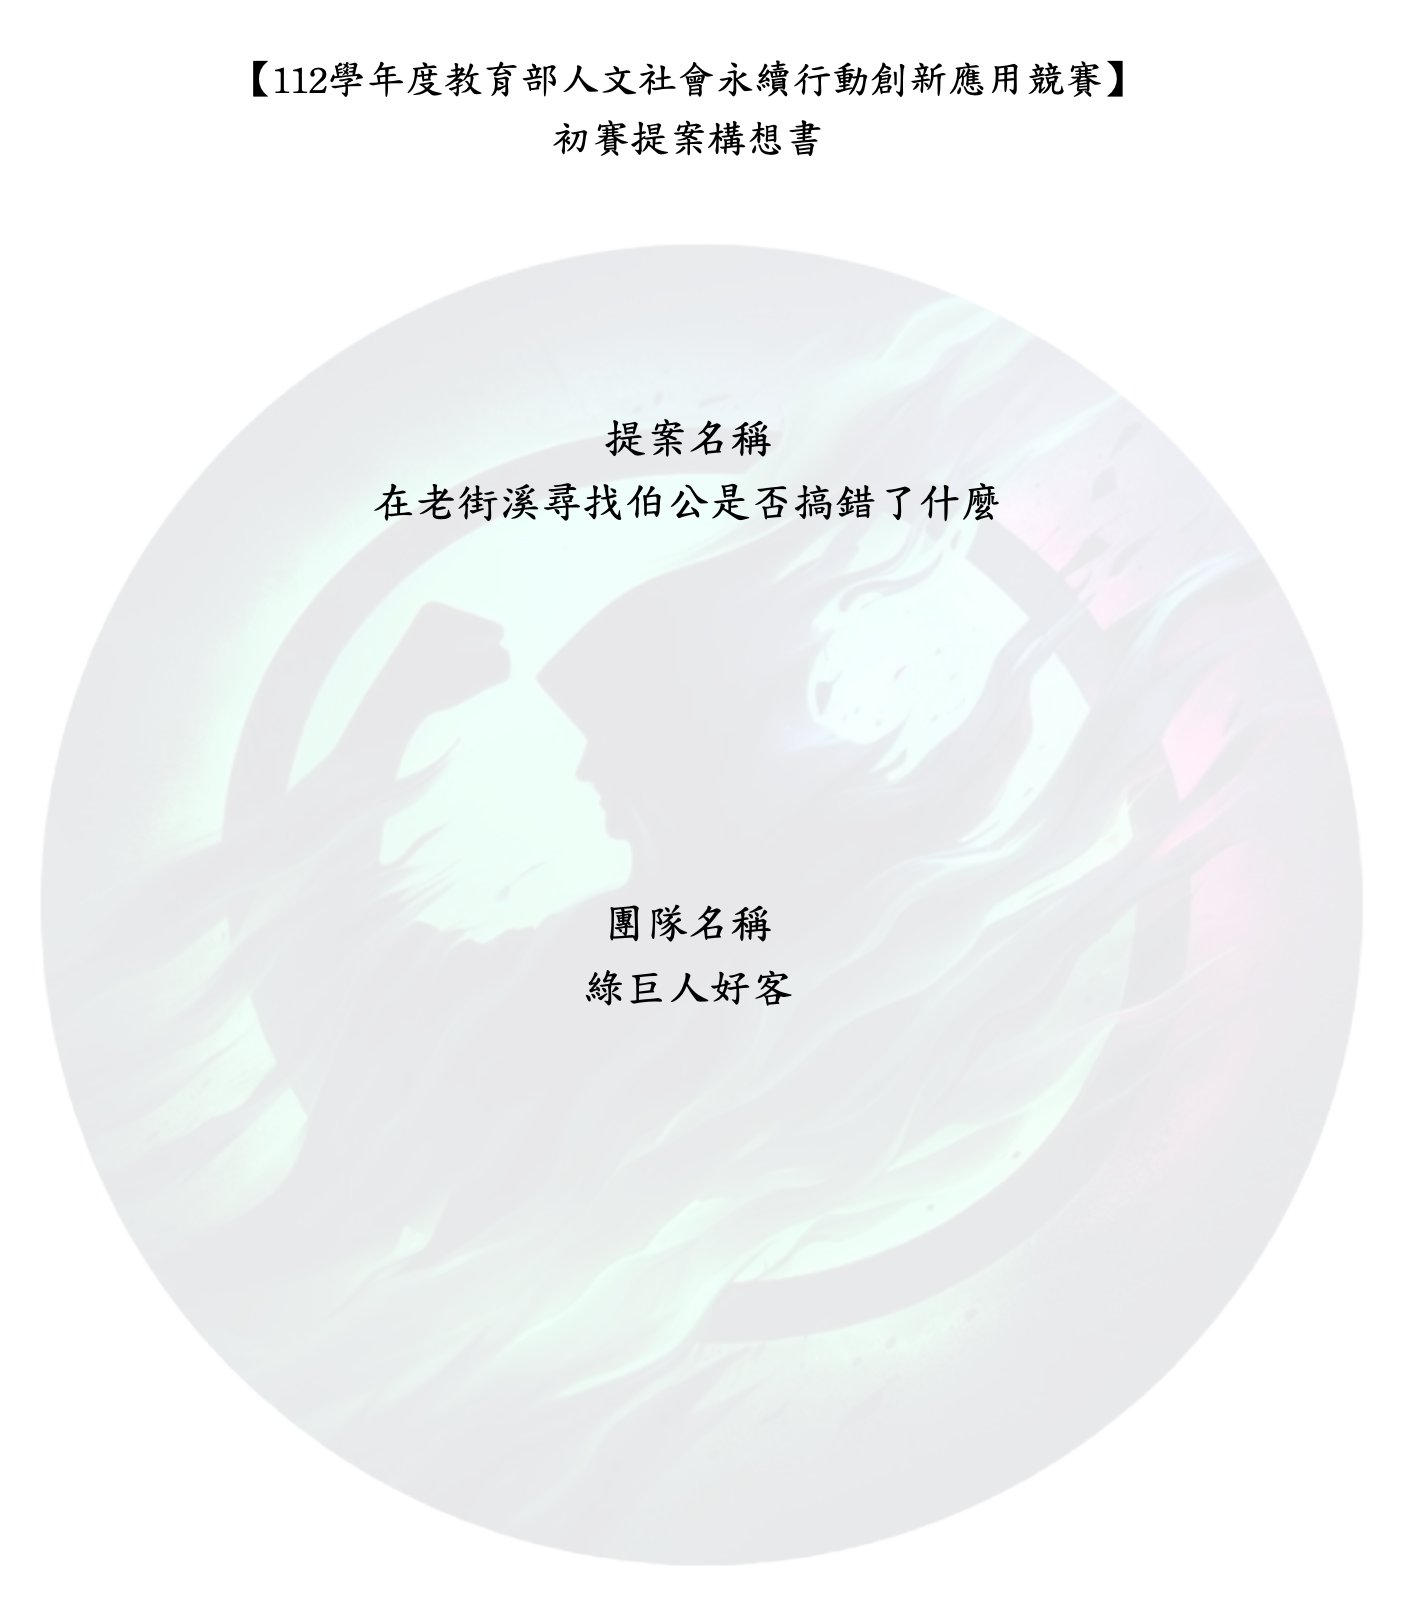 【112學年度教育部人文社會永續行動創新應用競賽】
初賽提案構想書
提案名稱
在老街溪尋找伯公是否搞錯了什麼
團隊名稱
綠巨人好客